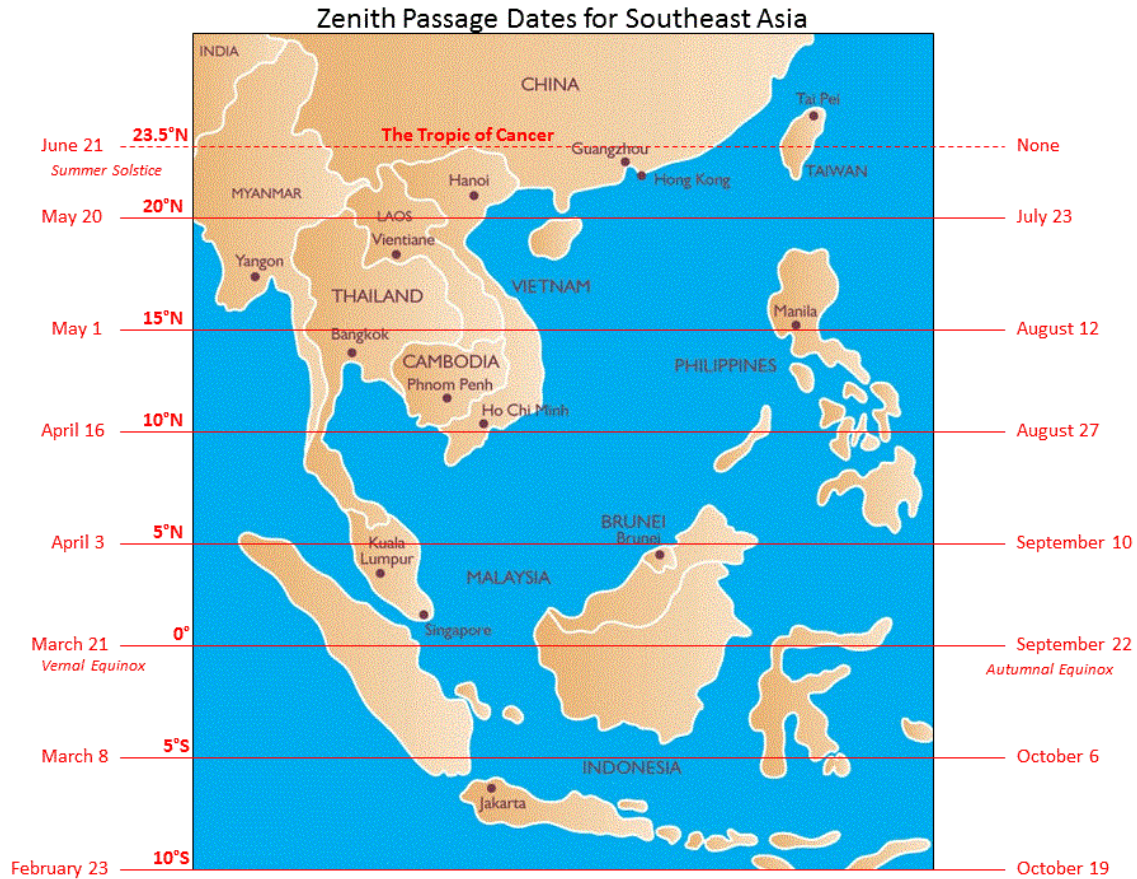 Zenith Passage Dates for Southeast Asia
INDIA
CHINA
Tai Pei
23.5°N
The Tropic of Cancer
June 21
None
Summer Solstice
Guangzhou
TAIWAN
Hong Kong
Hanoi
MYANMAR
20°N
May 20
LAOS
July 23
Vientiane
Yangon
VIETNAM
THAILAND
Manila
15°N
May 1
August 12
Bangkok
CAMBODIA
PHILIPPINES
Phnom Penh
Ho Chi Minh
10°N
April 16
August 27
BRUNEI
5°N
Brunei
April 3
September 10
Kuala
Lumpur
MALAYSIA
Singapore
0°
March 21
September 22
Vernal Equinox
Autumnal Equinox
5°S
March 8
October 6
INDONESIA
Jakarta
10°S
February 23
October 19